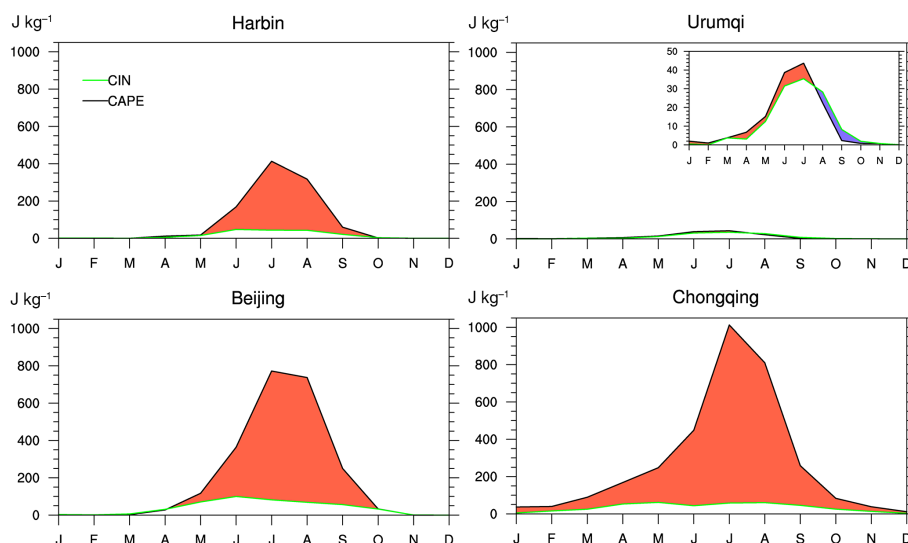 J kg⁻¹ Harbin
1000
800
600
400
200
0
CIN
CAPE
J F M A M J J A S O N D
J kg⁻¹ Urumqi
1000
800
600
400
200
0
50
40
30
20
10
0
J F M A M J J A S O N D
J F M A M J J A S O N D
J kg⁻¹ Beijing
1000
800
600
400
200
0
J F M A M J J A S O N D
J kg⁻¹ Chongqing
1000
800
600
400
200
0
J F M A M J J A S O N D